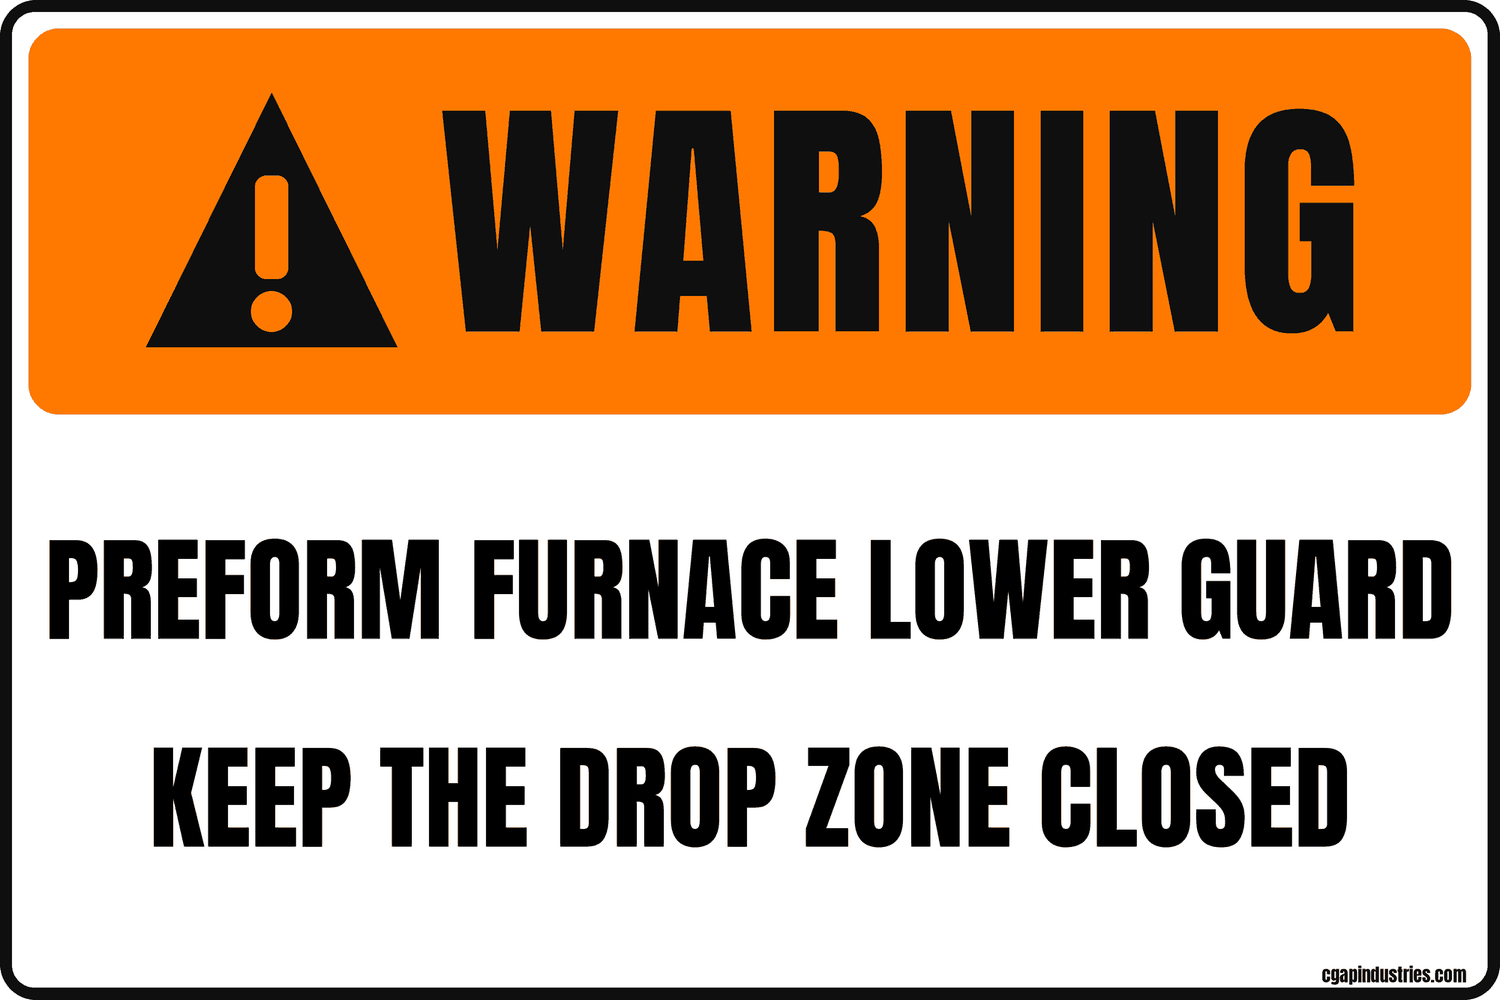 WARNING
PREFORM FURNACE LOWER GUARD
KEEP THE DROP ZONE CLOSED
cgapindustries.com